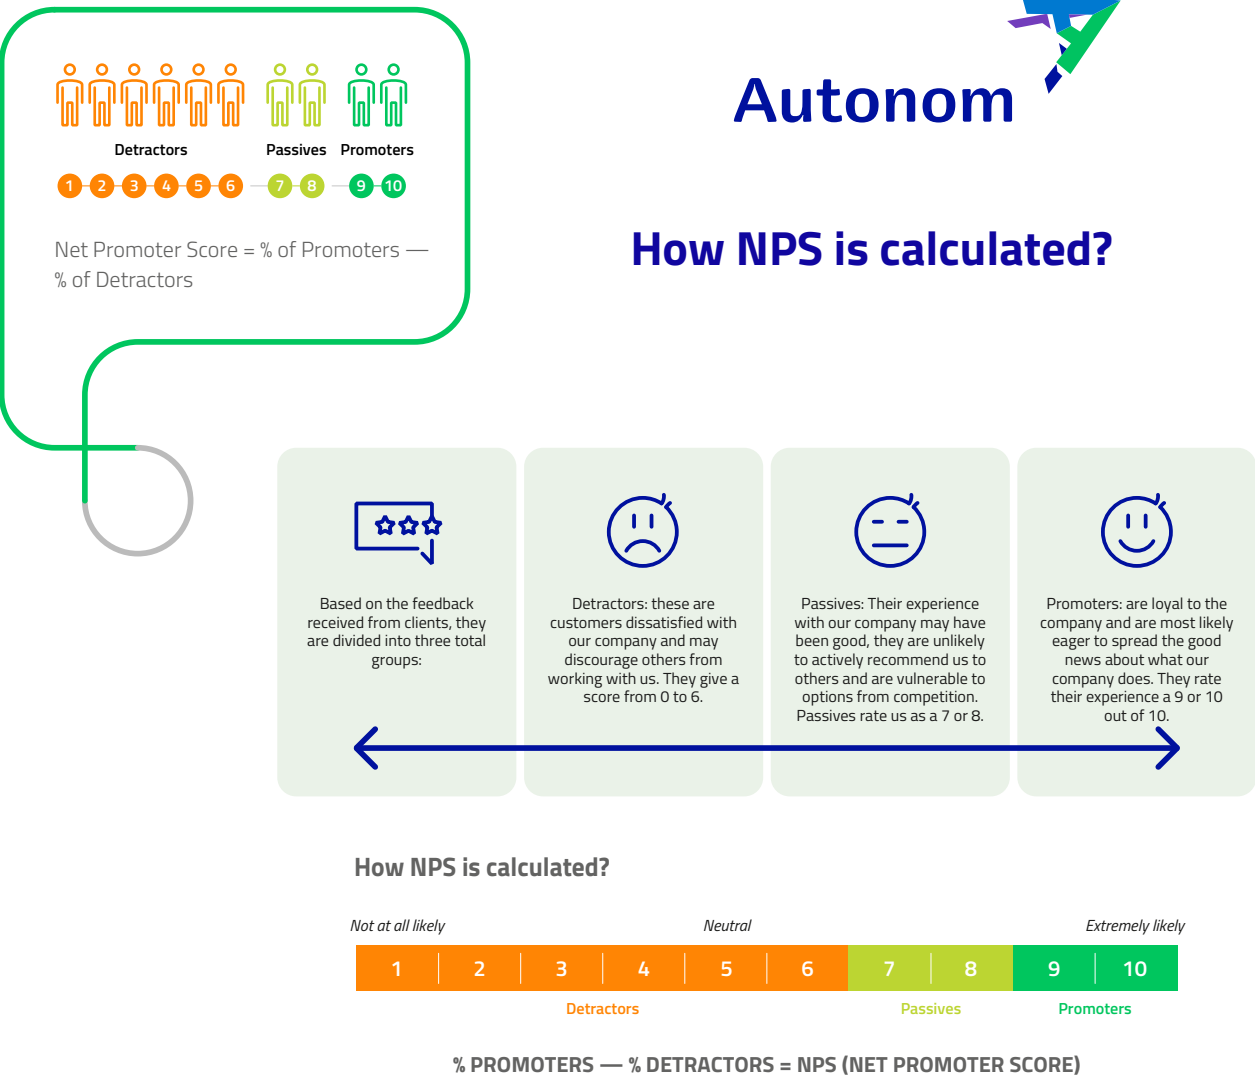 Detractors Passives Promoters
1 2 3 4 5 6 7 8 9 10
Net Promoter Score = % of Promoters —
% of Detractors
Autonom
How NPS is calculated?
Based on the feedback
received from clients, they
are divided into three total
groups:
Detractors: these are
customers dissatisfied with
our company and may
discourage others from
working with us. They give a
score from 0 to 6.
Passives: Their experience
with our company may have
been good, they are unlikely
to actively recommend us to
others and are vulnerable to
options from competition.
Passives rate us as a 7 or 8.
Promoters: are loyal to the
company and are most likely
eager to spread the good
news about what our
company does. They rate
their experience a 9 or 10
out of 10.
How NPS is calculated?
Not at all likely Neutral Extremely likely
1 2 3 4 5 6 7 8 9 10
Detractors Passives Promoters
% PROMOTERS — % DETRACTORS = NPS (NET PROMOTER SCORE)